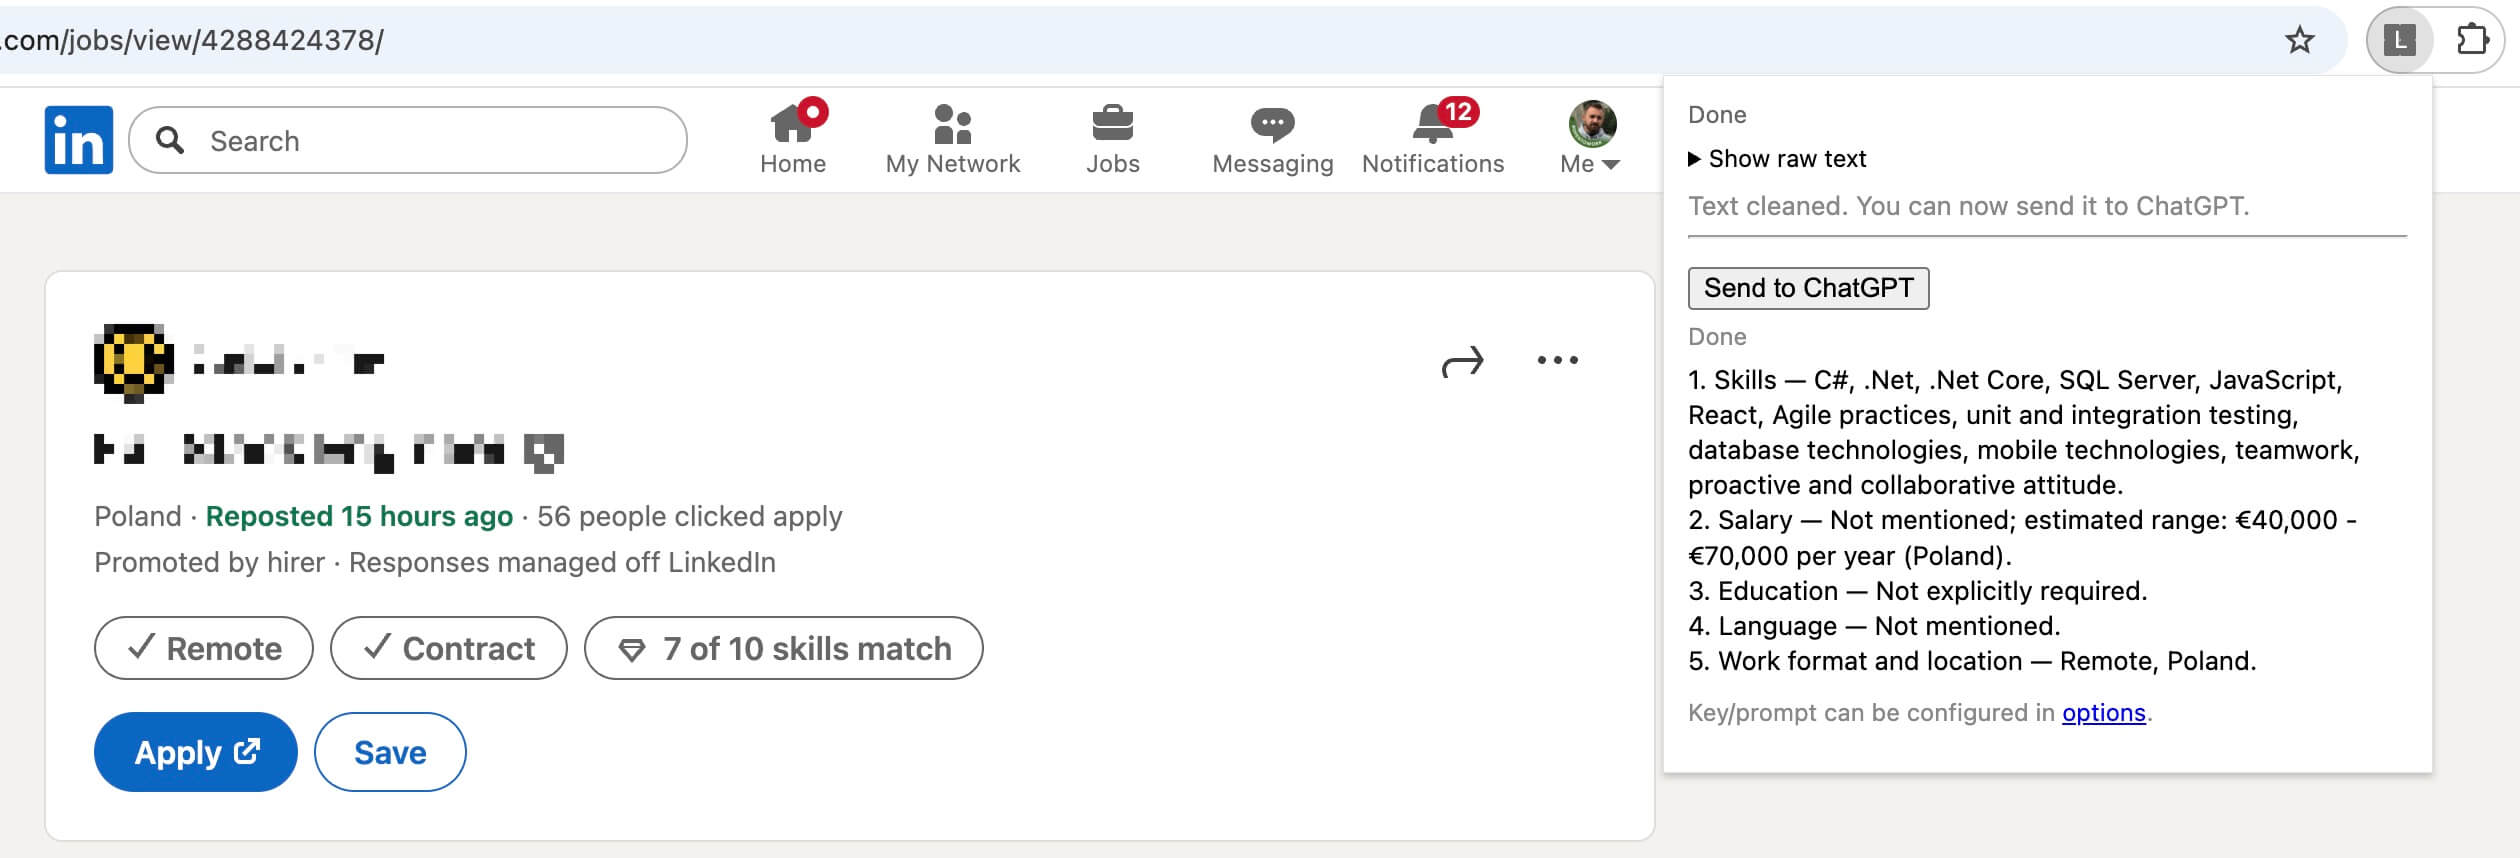 .com/jobs/view/4288424378/
L
in
Search
Home
My Network
Jobs
Messaging
12
Notifications
Me
Poland · Reposted 15 hours ago · 56 people clicked apply
Promoted by hirer · Responses managed off LinkedIn
Remote
Contract
7 of 10 skills match
Apply
Save
Done
Show raw text
Text cleaned. You can now send it to ChatGPT.
Send to ChatGPT
Done
1. Skills — C#, .Net, .Net Core, SQL Server, JavaScript,
React, Agile practices, unit and integration testing,
database technologies, mobile technologies, teamwork,
proactive and collaborative attitude.
2. Salary — Not mentioned; estimated range: €40,000 -
€70,000 per year (Poland).
3. Education — Not explicitly required.
4. Language — Not mentioned.
5. Work format and location — Remote, Poland.
Key/prompt can be configured in options.